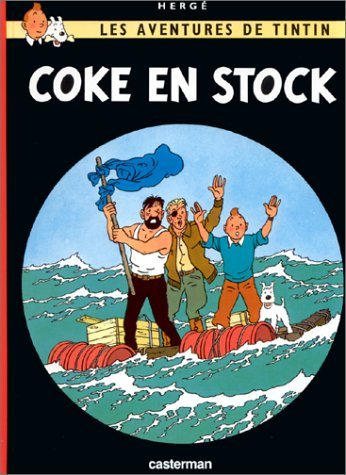 HERGÉ
LES AVENTURES DE TINTIN
COKE EN STOCK
casterman